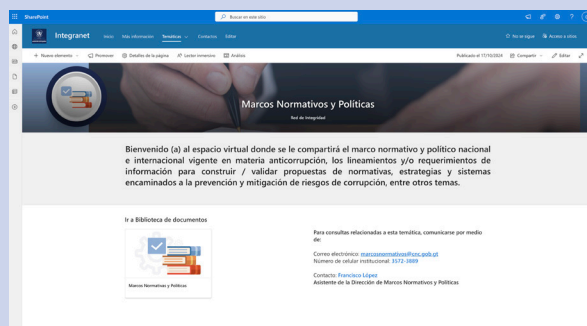 SharePoint
Buscar en este sitio
Integranet
Inicio Más información Temáticas Contactos Editar
No se sigue Acceso a sitios
+ Nuevo elemento Promover Detalles de la página Lector inmersivo Análisis
Publicado el 17/10/2024 Compartir Editar
Marcos Normativos y Políticas
Red de Integridad
Bienvenido (a) al espacio virtual donde se le compartirá el marco normativo y político nacional
e internacional vigente en materia anticorrupción, los lineamientos y/o requerimientos de
información para construir / validar propuestas de normativas, estrategias y sistemas
encaminados a la prevención y mitigación de riesgos de corrupción, entre otros temas.
Ir a Biblioteca de documentos
Marcos Normativos y Políticas
Para consultas relacionadas a esta temática, comunicarse por medio
de:
Correo electrónico: marcosnormativos@cnc.gob.gt
Número de celular institucional: 3572-3889
Contacto: Francisco López
Asistente de la Dirección de Marcos Normativos y Políticas